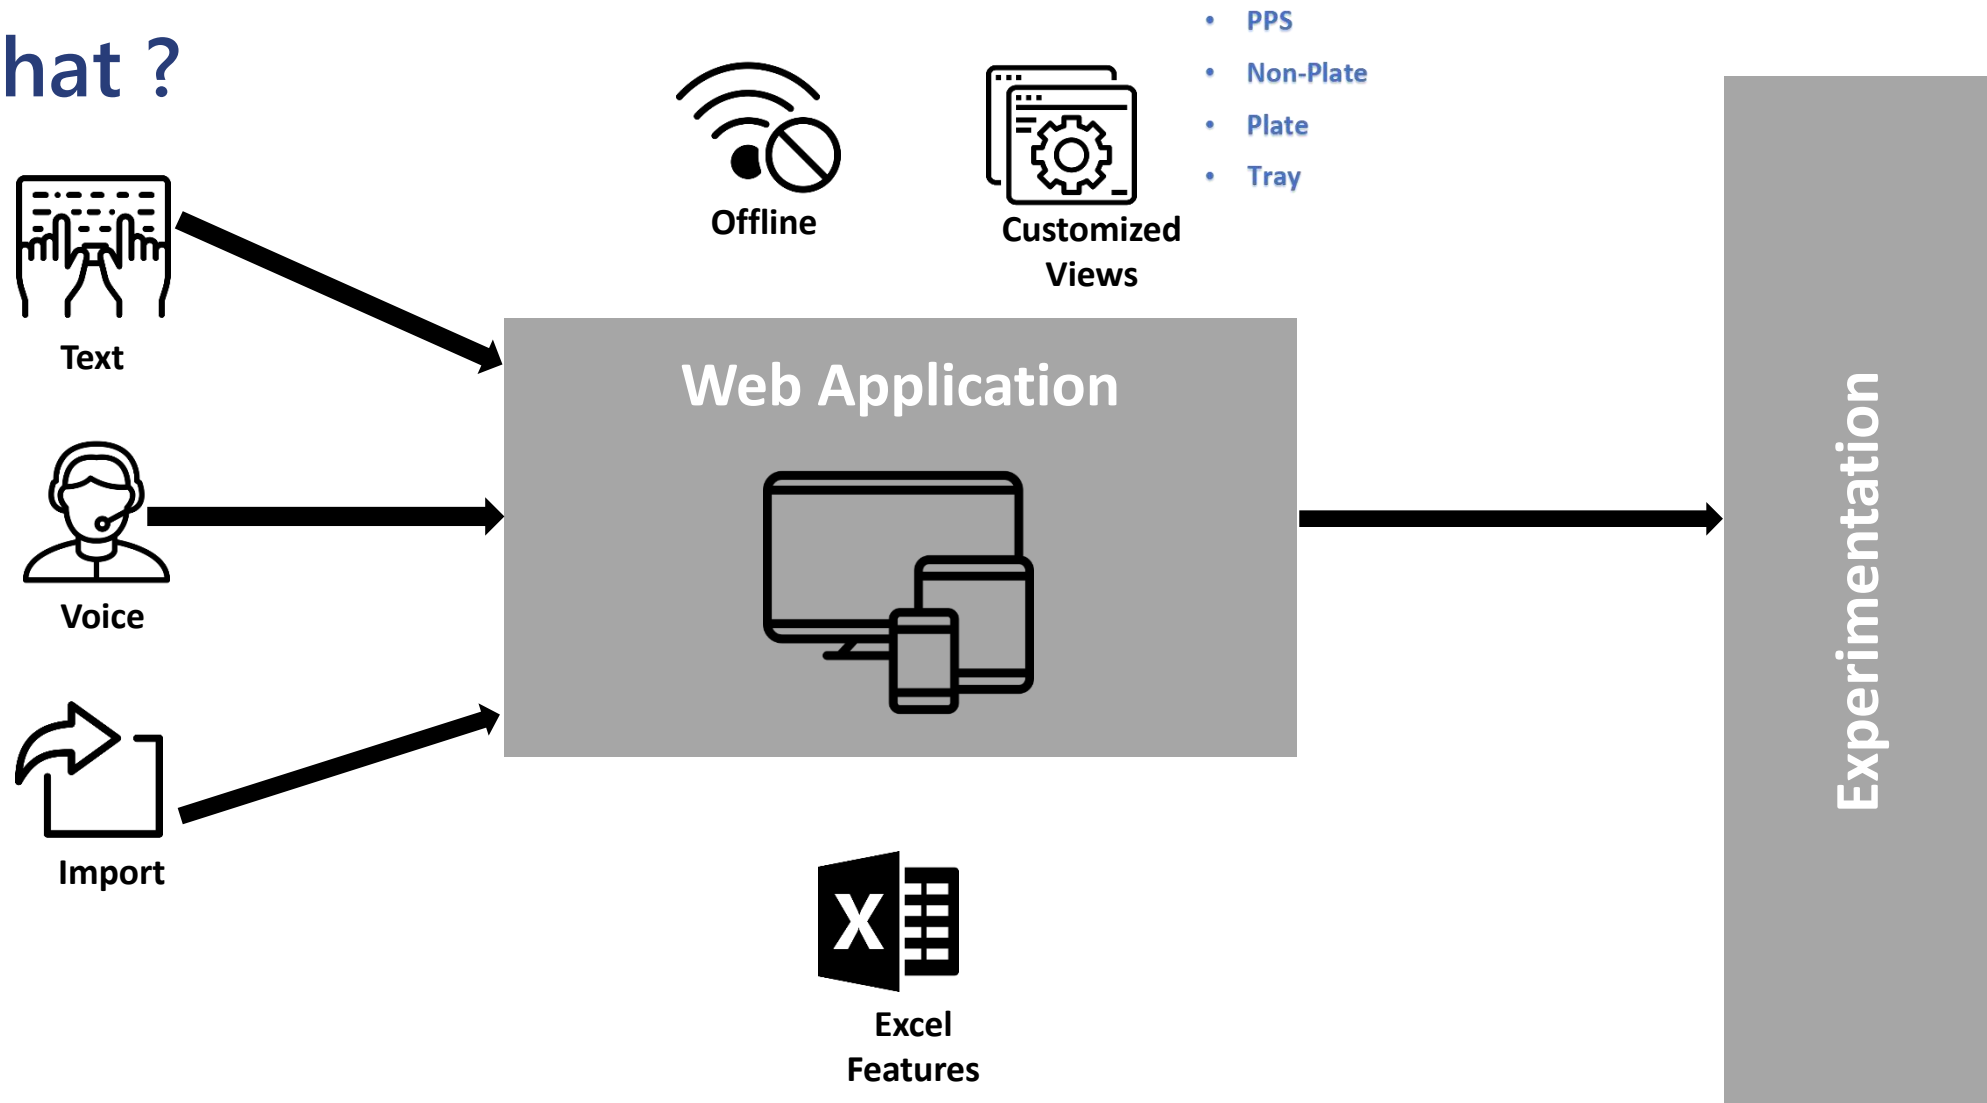 hat ?
PPS
Non-Plate
Plate
Tray
Offline
Customized
Views
Text
Web Application
Voice
Experimentation
Import
X
Excel
Features